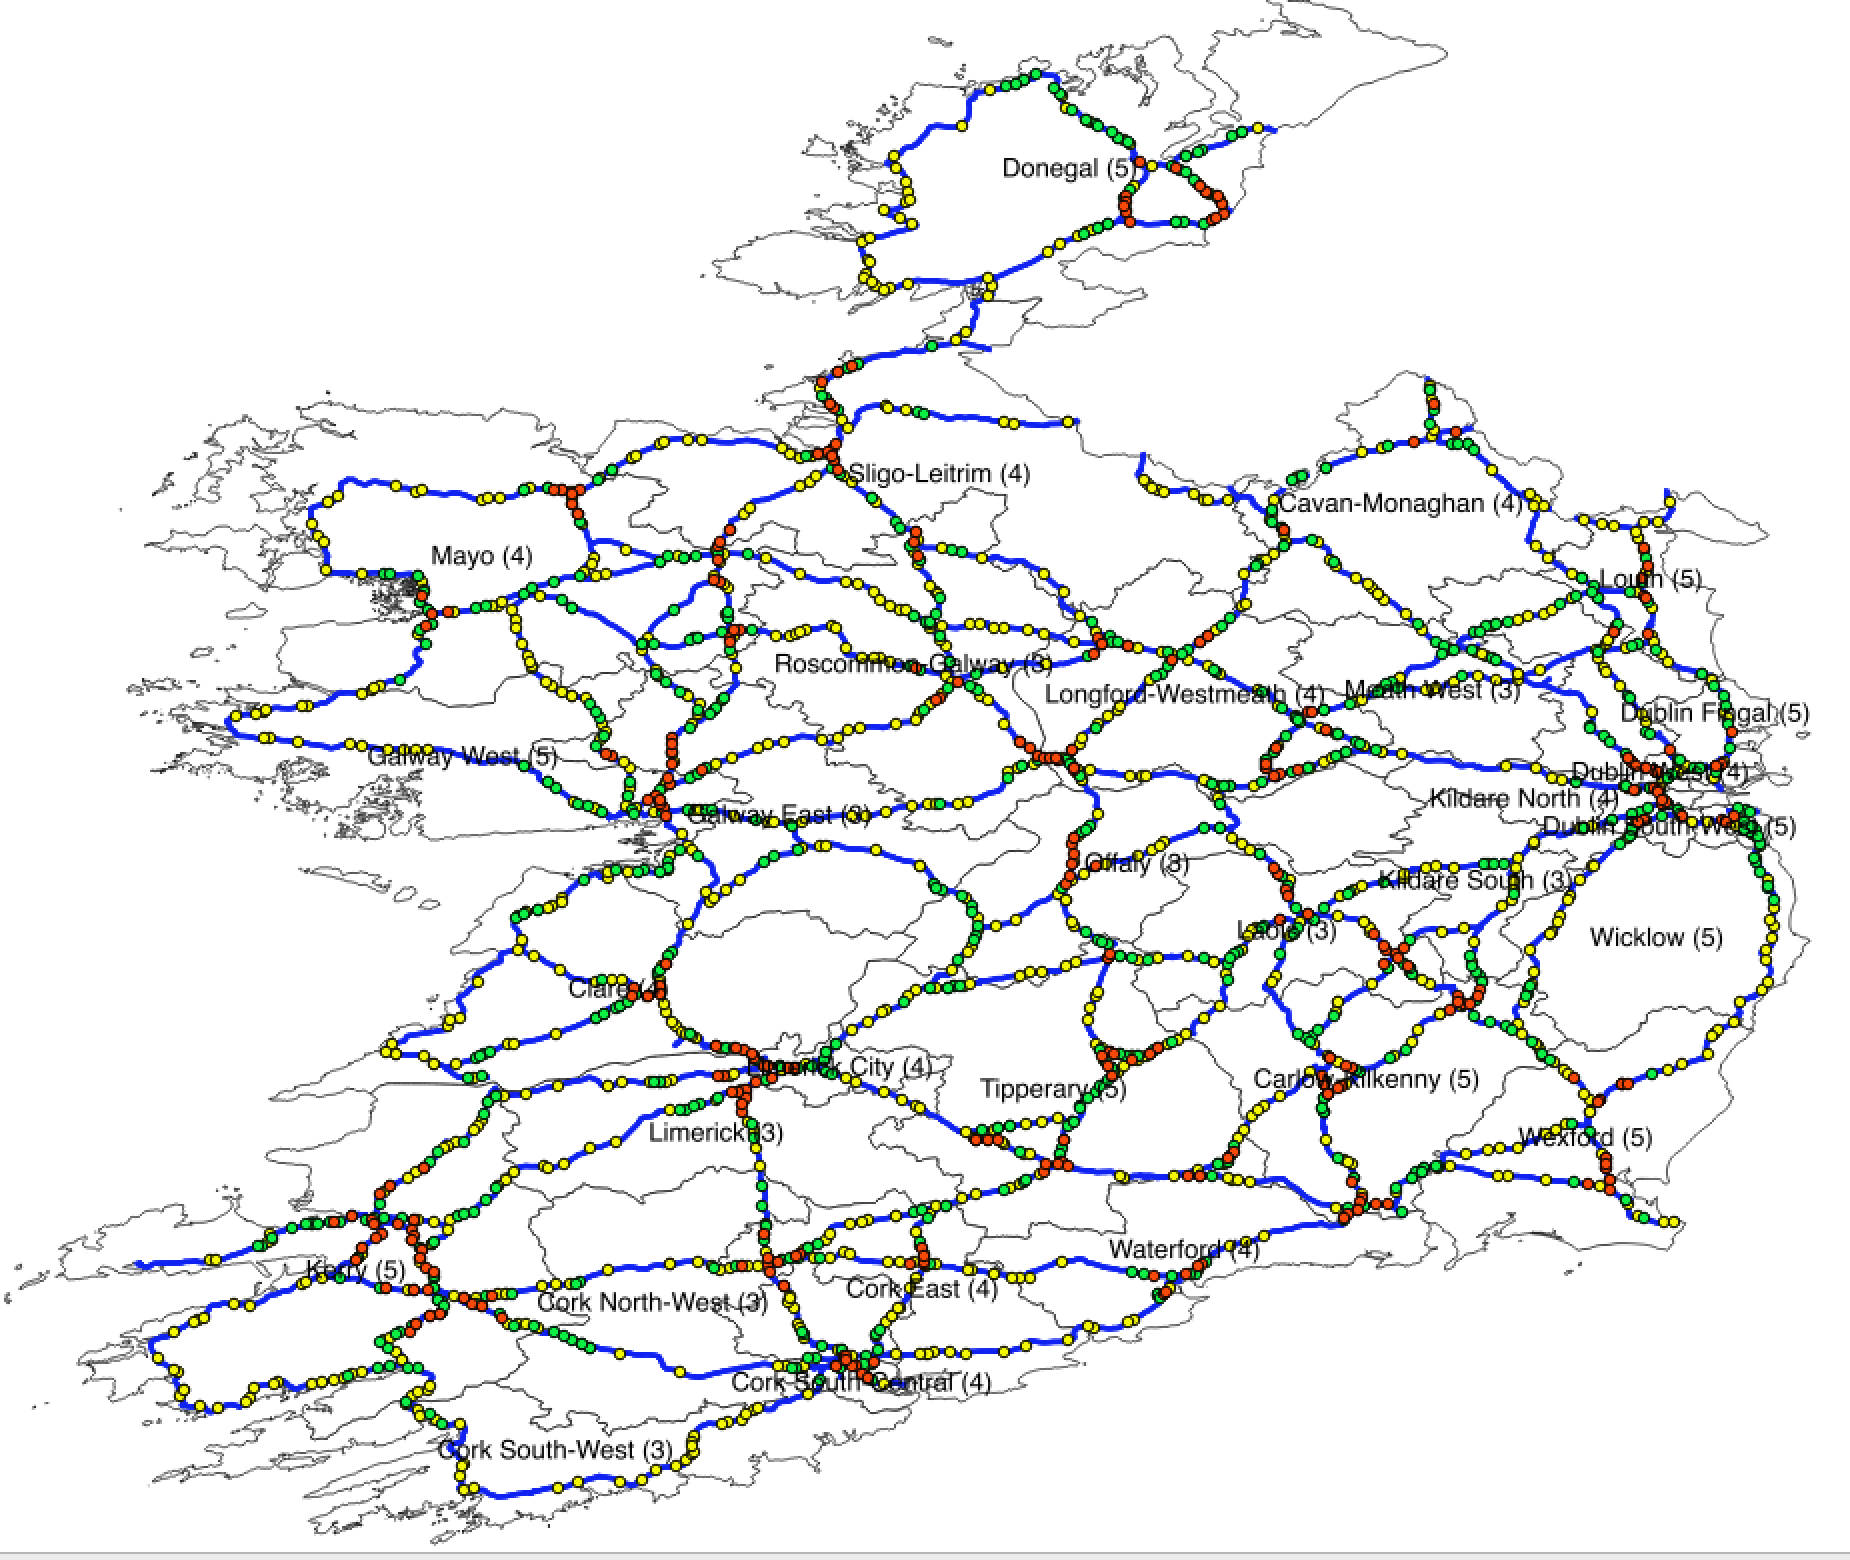 Donegal (5)
Sligo-Leitrim (4)
Cavan-Monaghan (4)
Mayo (4)
Louth (5)
Roscommon-Galway (3)
Longford-Westmeath (4)
Meath West (3)
Dublin Fingal (5)
Galway West (5)
Dublin West (4)
Kildare North (4)
Galway East (3)
Dublin South-West (5)
Offaly (3)
Kildare South (3)
Laois (3)
Wicklow (5)
Clare (4)
Limerick City (4)
Tipperary (5)
Carlow-Kilkenny (5)
Limerick (3)
Wexford (5)
Waterford (4)
Kerry (5)
Cork East (4)
Cork North-West (3)
Cork South-Central (4)
Cork South-West (3)